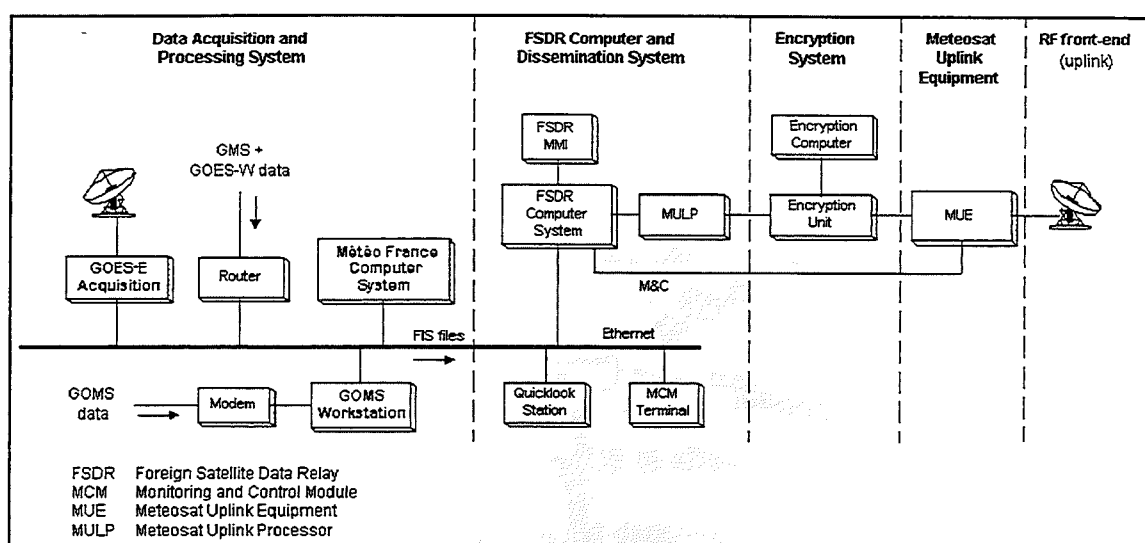 Data Acquisition and
Processing System
FSDR Computer and
Dissemination System
Encryption
System
Meteosat
Uplink
Equipment
RF front-end
(uplink)
GMS +
GOES-W data
FSDR
MMI
Encryption
Computer
FSDR
Computer
System
MULP
Encryption
Unit
MUE
GOES-E
Acquisition
Router
Météo France
Computer
System
M&C
FIS files
Ethernet
GOMS
data
Modem
GOMS
Workstation
Quicklook
Station
MCM
Terminal
FSDR Foreign Satellite Data Relay
MCM Monitoring and Control Module
MUE Meteosat Uplink Equipment
MULP Meteosat Uplink Processor